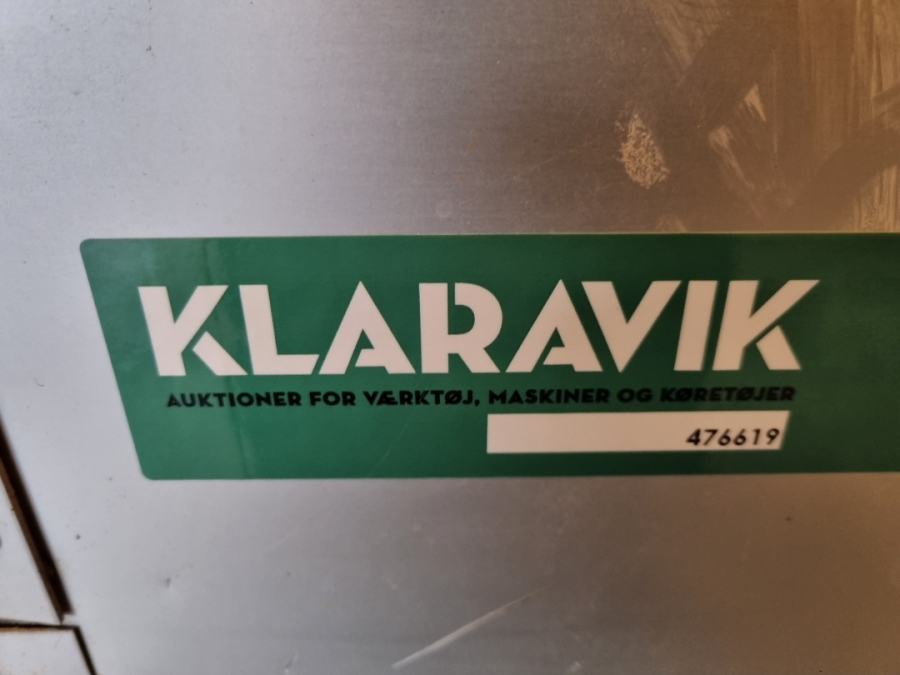 KLARAVIK
AUKTIONER FOR VÆRKTØJ, MASKINER OG KØRETØJER
476619